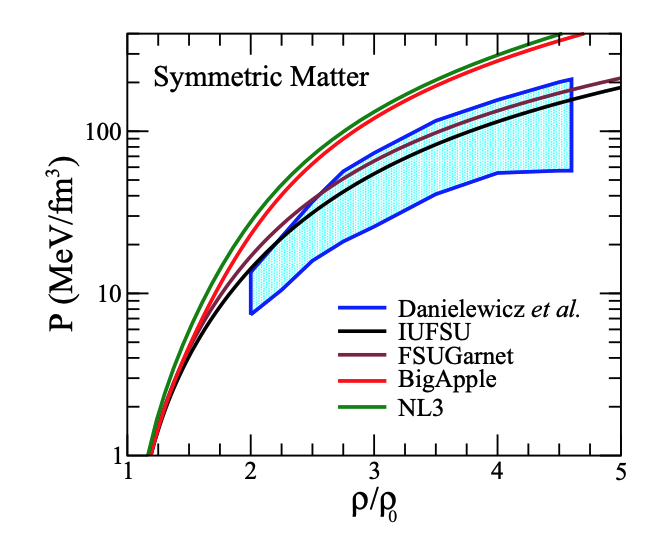 Symmetric Matter
100
10
1
P (MeV/fm³)
Danielewicz et al.
IUFSU
FSUGarnet
BigApple
NL3
1 2 3 4 5
ρ/ρ₀